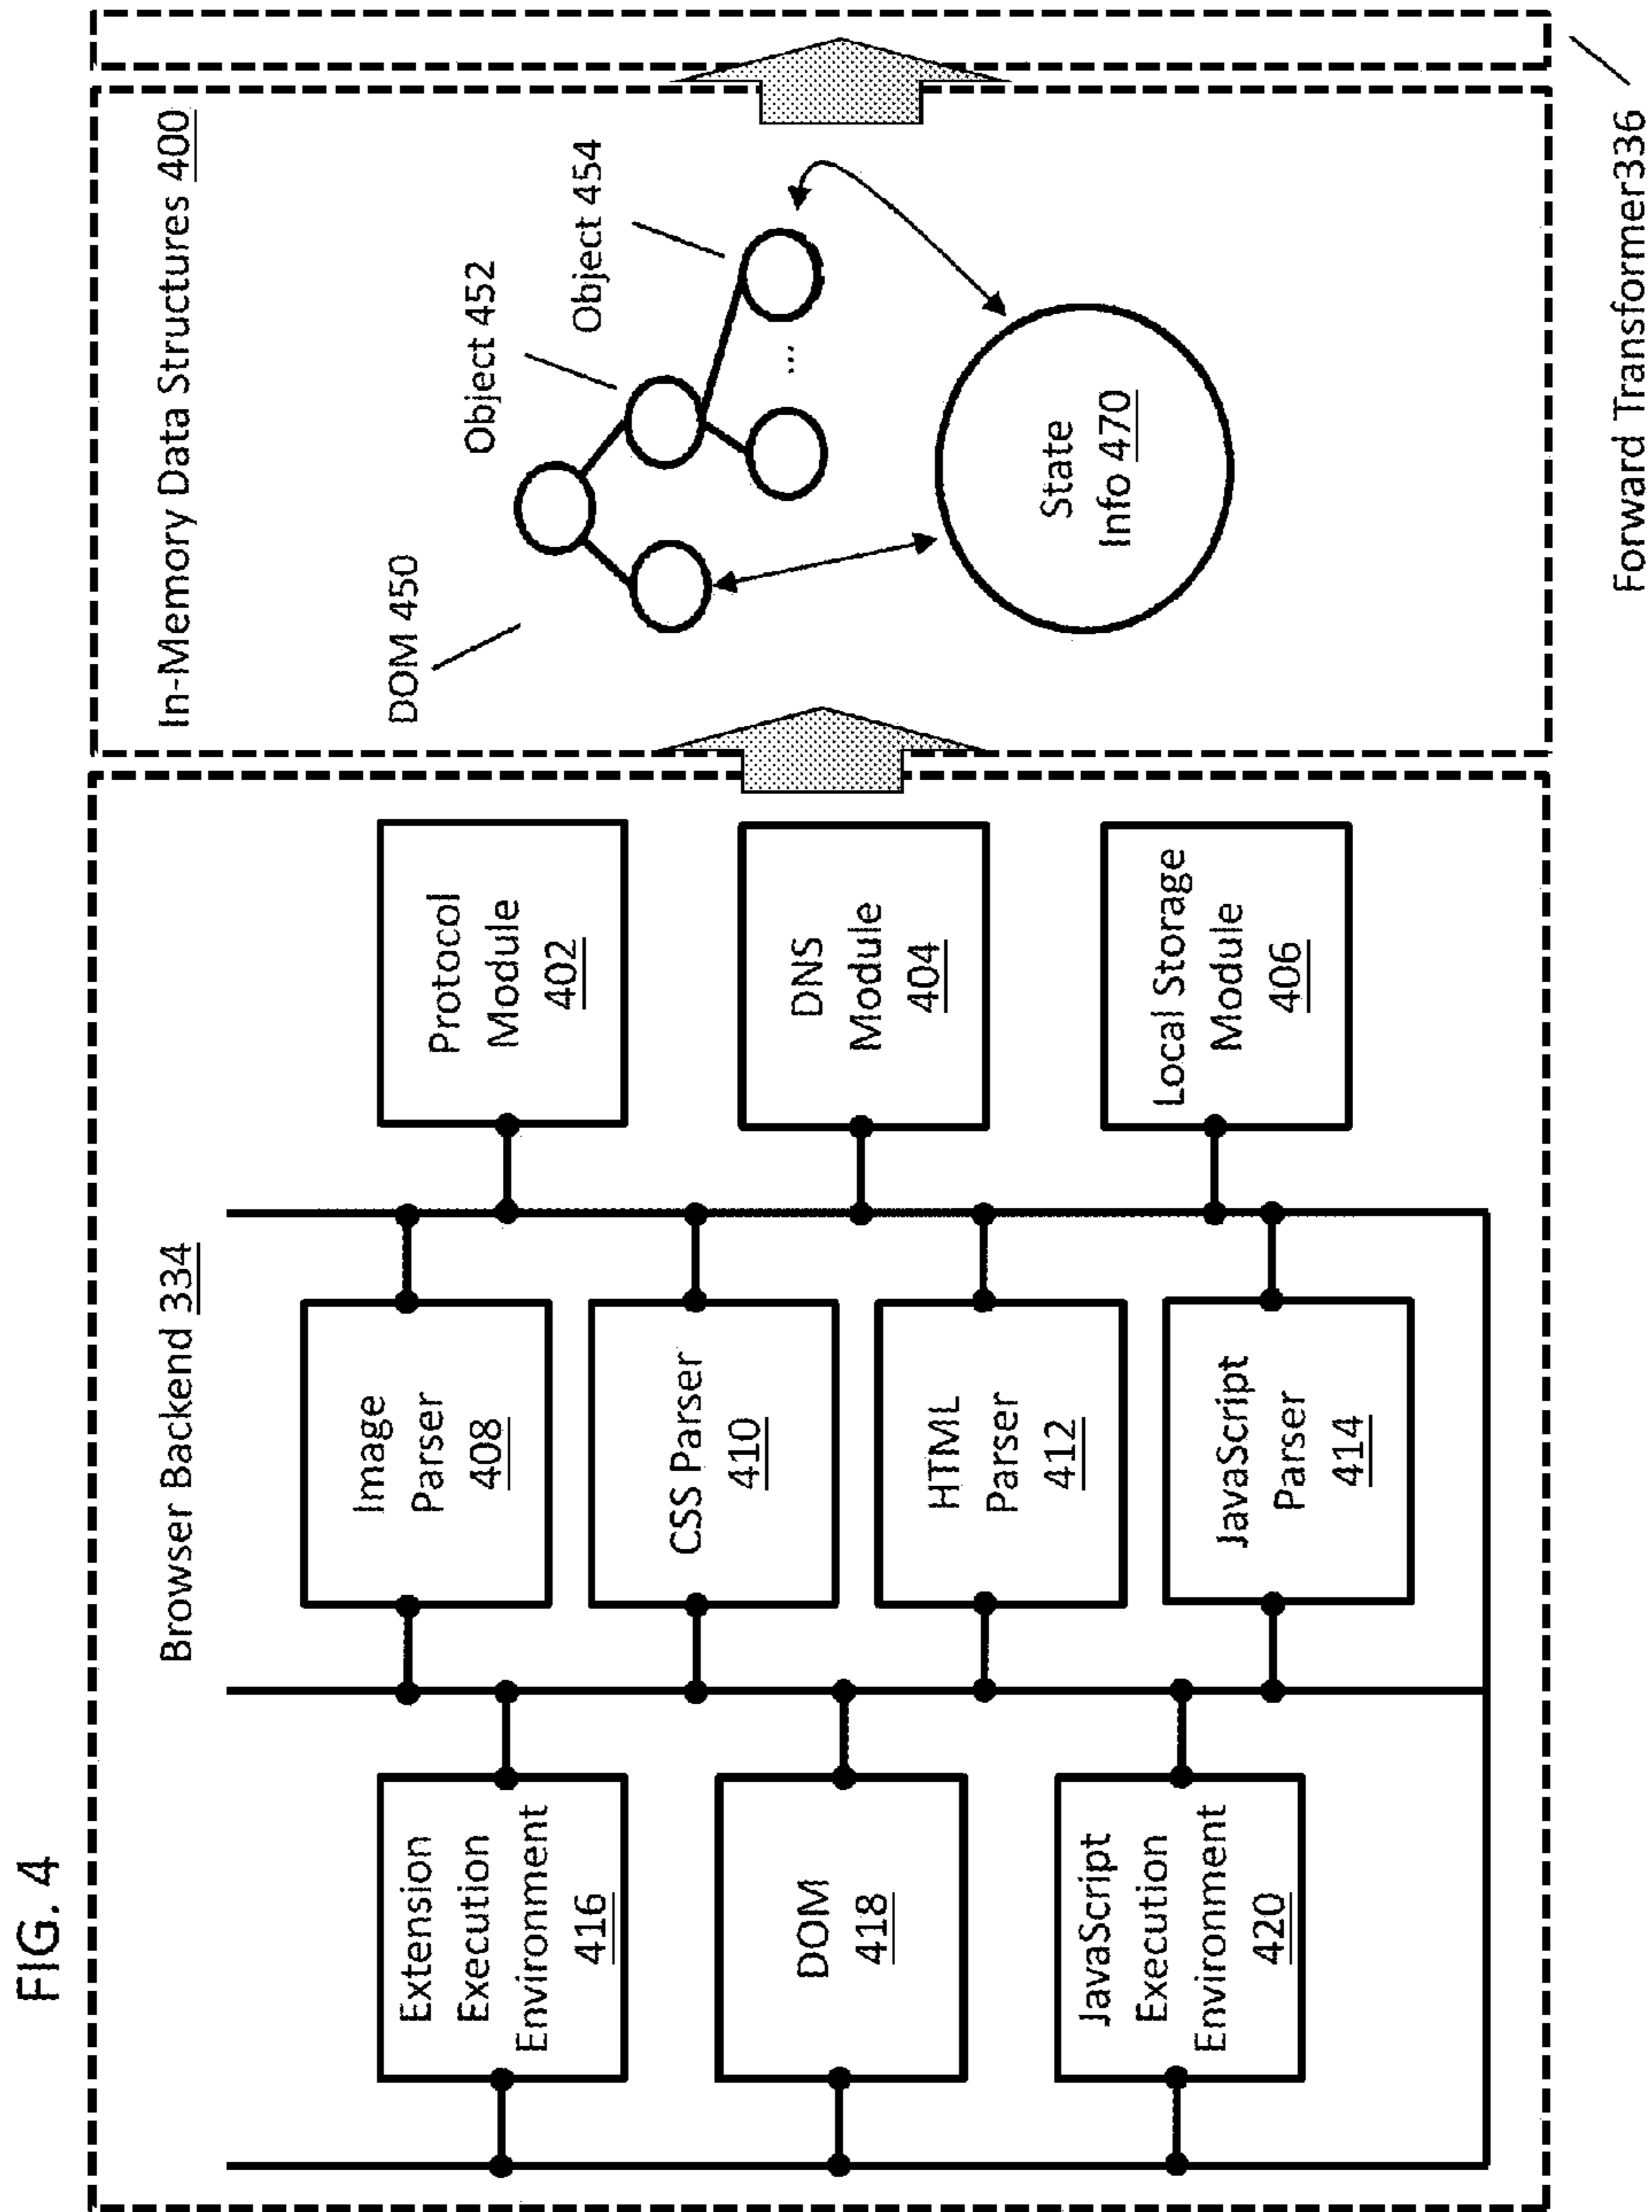 FIG. 4
Browser Backend 334
Extension
Execution
Environment
416
DOM
418
JavaScript
Execution
Environment
420
Image
Parser
408
CSS Parser
410
HTML
Parser
412
JavaScript
Parser
414
Protocol
Module
402
DNS
Module
404
Local Storage
Module
406
In-Memory Data Structures 400
DOM 450
Object 452
Object 454
...
State
Info 470
Forward Transformer336